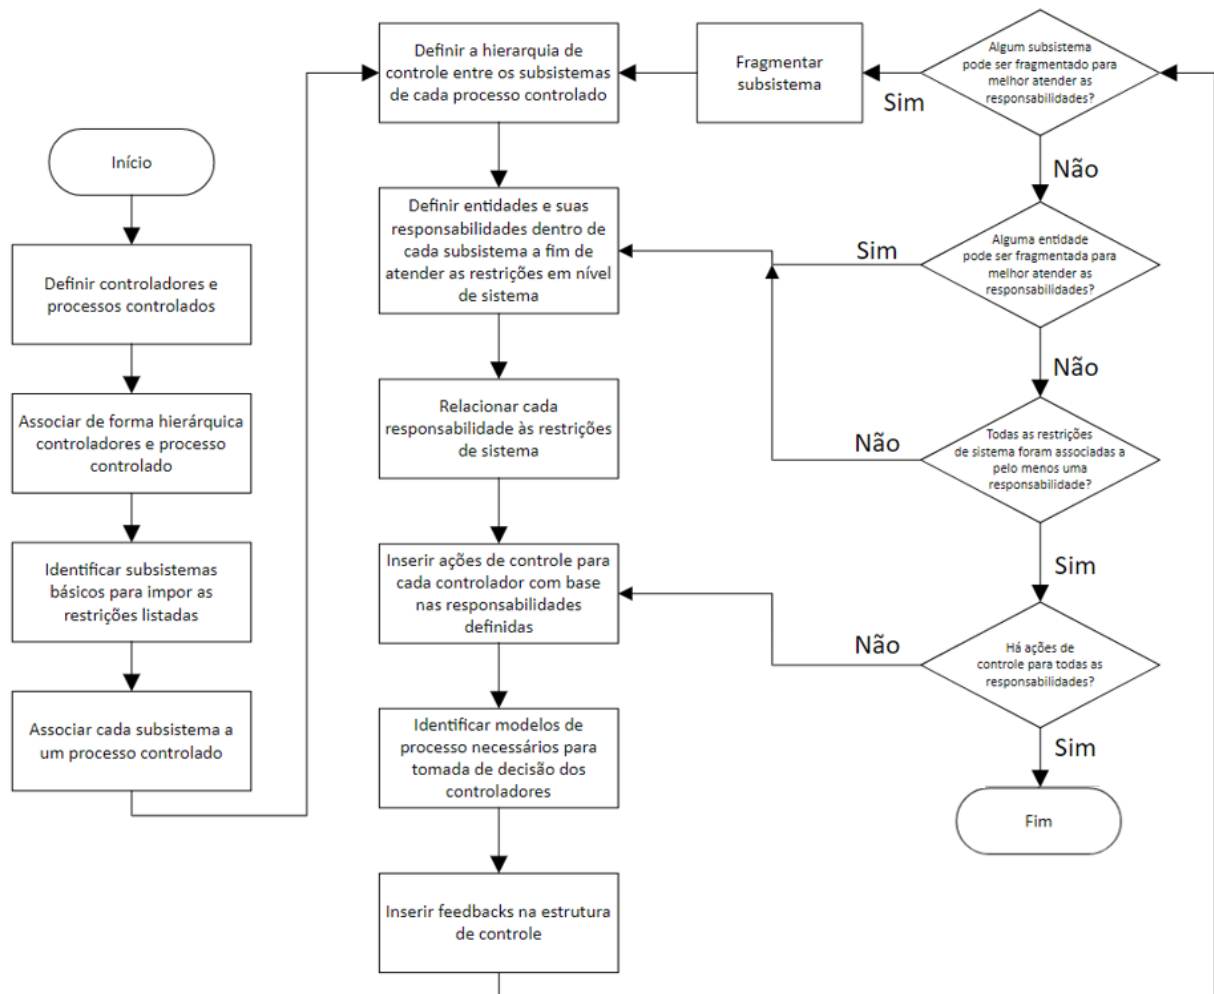 Início
Definir controladores e
processos controlados
Associar de forma hierárquica
controladores e processo
controlado
Identificar subsistemas
básicos para impor as
restrições listadas
Associar cada subsistema a
um processo controlado
Definir a hierarquia de
controle entre os subsistemas
de cada processo controlado
Definir entidades e suas
responsabilidades dentro de
cada subsistema a fim de
atender as restrições em nível
de sistema
Relacionar cada
responsabilidade às restrições
de sistema
Inserir ações de controle para
cada controlador com base
nas responsabilidades
definidas
Identificar modelos de
processo necessários para
tomada de decisão dos
controladores
Inserir feedbacks na estrutura
de controle
Algum subsistema
pode ser fragmentado para
melhor atender as
responsabilidades?
Sim
Fragmentar
subsistema
Não
Alguma entidade
pode ser fragmentada para
melhor atender as
responsabilidades?
Sim
Não
Todas as restrições
de sistema foram associadas a
pelo menos uma
responsabilidade?
Não
Sim
Há ações de
controle para todas as
responsabilidades?
Não
Sim
Fim